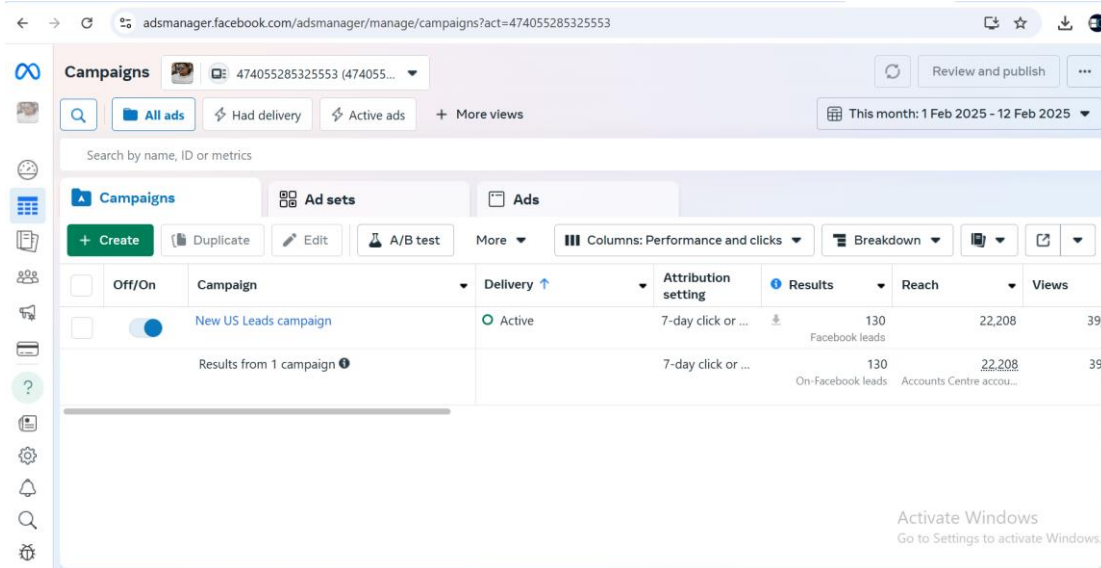 adsmanager.facebook.com/adsmanager/manage/campaigns?act=474055285325553
Campaigns 474055285325553 (474055... Review and publish ...
All ads Had delivery Active ads + More views This month: 1 Feb 2025 - 12 Feb 2025
Search by name, ID or metrics
Campaigns Ad sets Ads
+ Create Duplicate Edit A/B test More Columns: Performance and clicks Breakdown
Off/On Campaign Delivery ↑ Attribution setting Results Reach Views
New US Leads campaign Active 7-day click or ... 130 22,208 39
Facebook leads
Results from 1 campaign 7-day click or ... 130 22,208 39
On-Facebook leads Accounts Centre accou...
Activate Windows
Go to Settings to activate Windows.